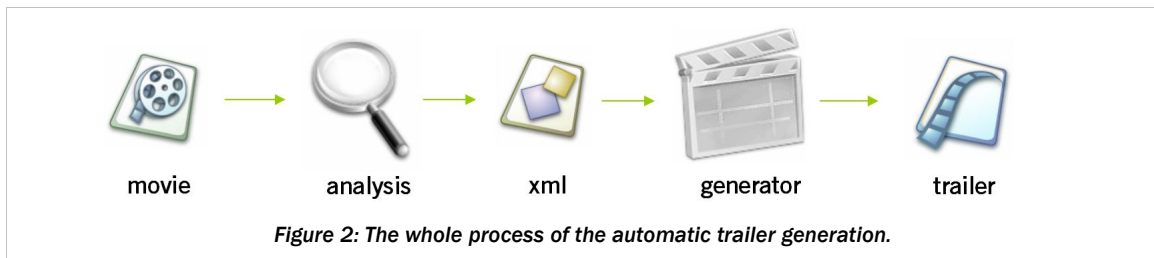 movie analysis xml generator trailer
Figure 2: The whole process of the automatic trailer generation.